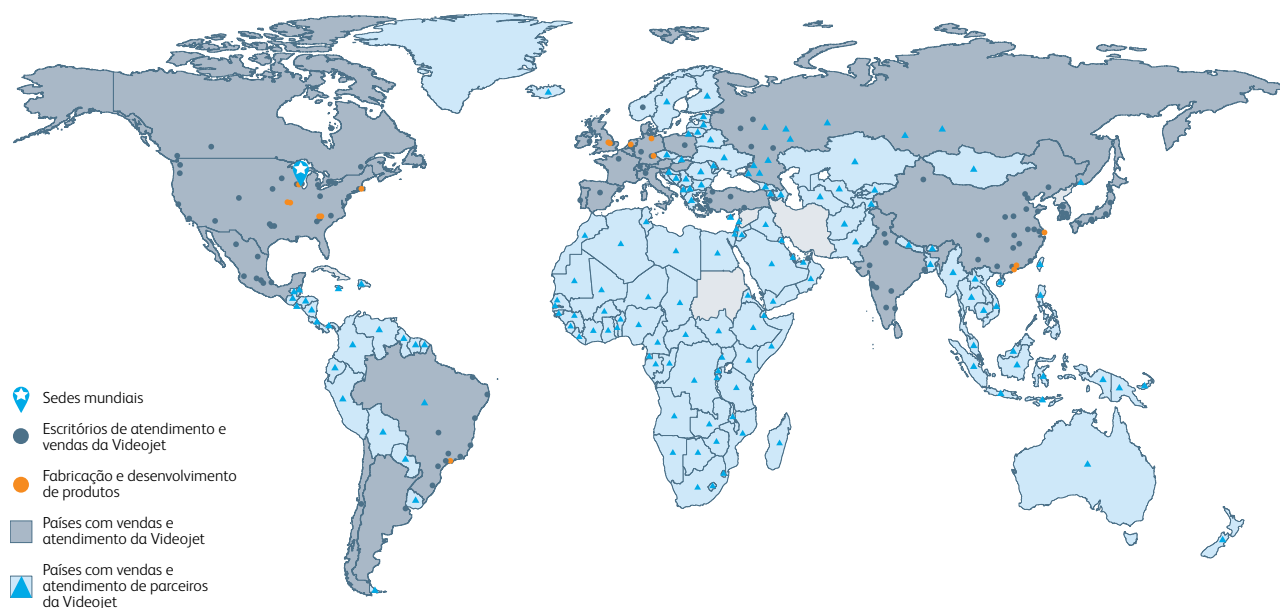 Sedes mundiais
Escritórios de atendimento e
vendas da Videojet
Fabricação e desenvolvimento
de produtos
Países com vendas e
atendimento da Videojet
Países com vendas e
atendimento de parceiros
da Videojet